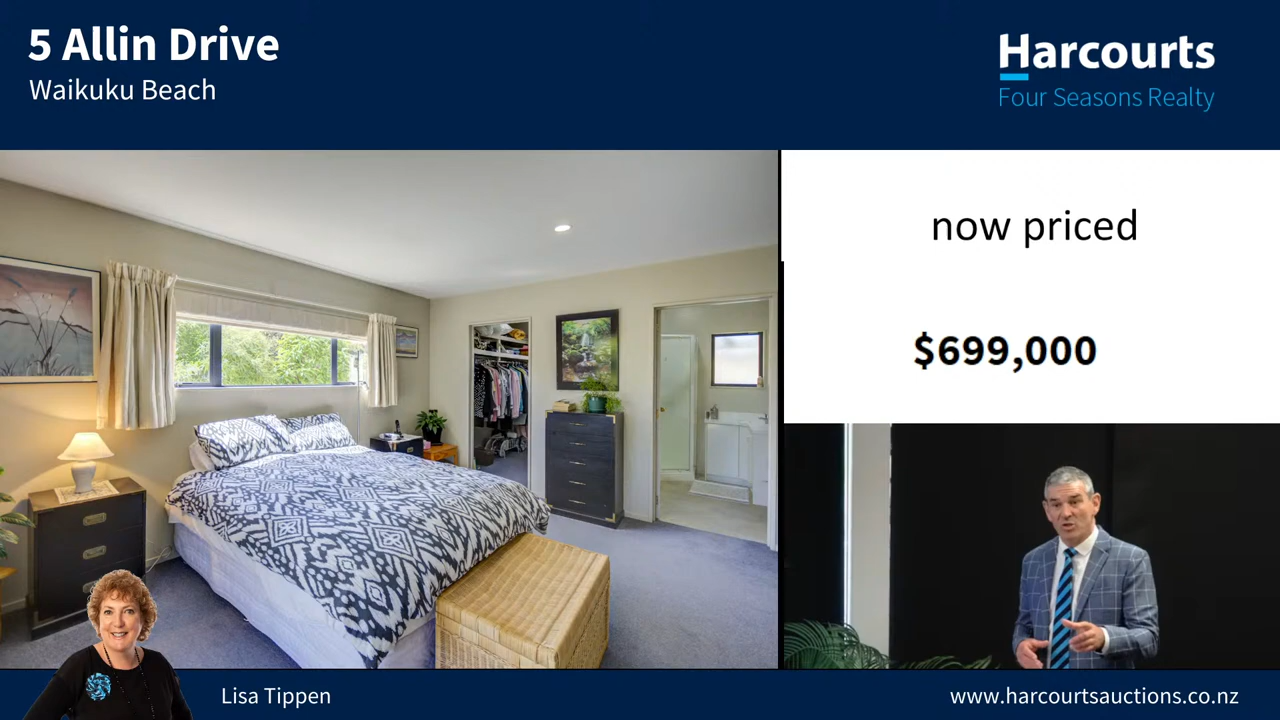 5 Allin Drive
Waikuku Beach
Harcourts
Four Seasons Realty
now priced
$699,000
Lisa Tippen
www.harcourtsauctions.co.nz